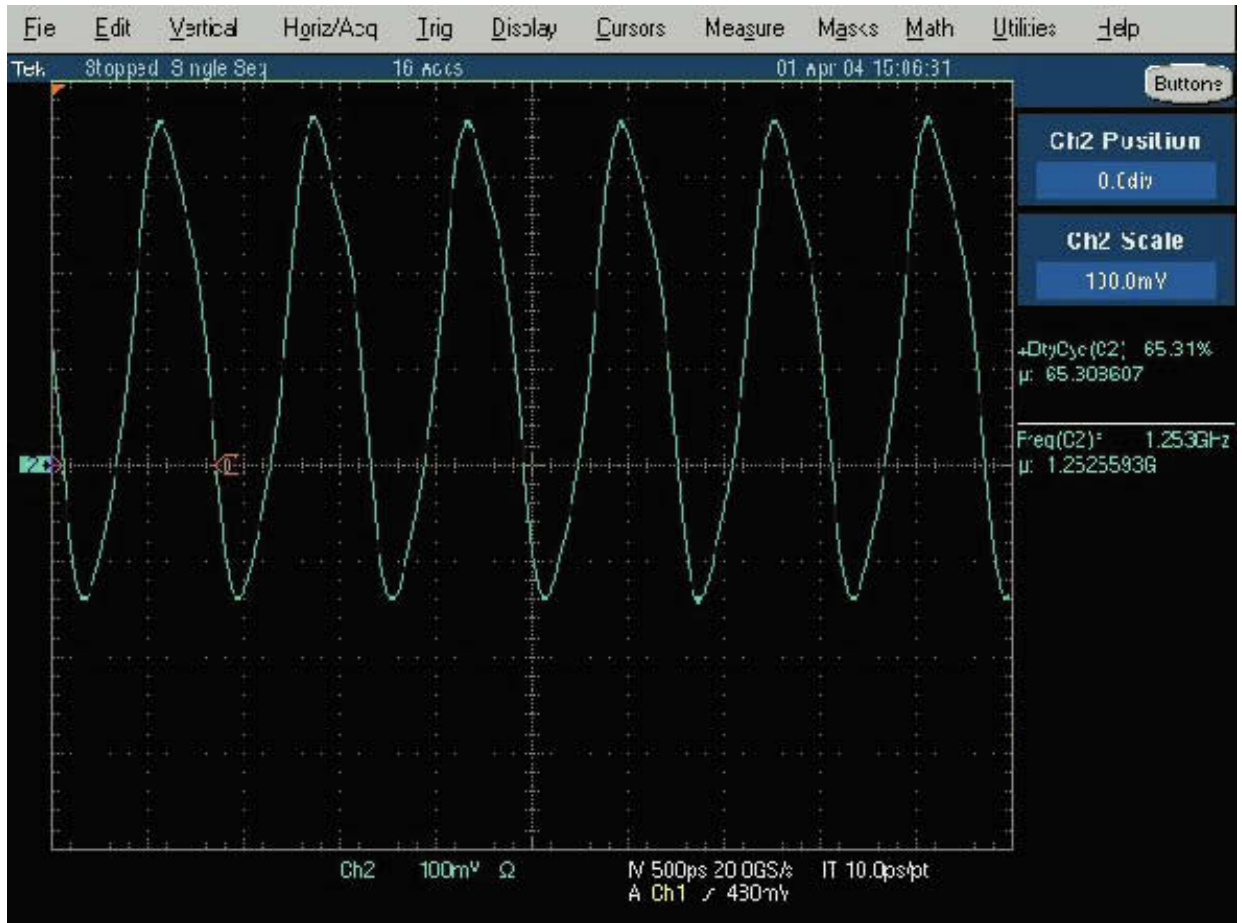 File Edit Vertical Horiz/Acq Trig Display Cursors Measure Masks Math Utilities Help
Tek Stopped Single Seq 16 Acqs 01 Apr 04 15:06:31
Buttons
Ch2 Position
0.0div
Ch2 Scale
100.0mV
+DtyCyc(C2) 65.31%
µ: 65.308607
Freq(C2)* 1.253GHz
µ: 1.2525593G
2
Ch2 100mV Ω M 500ps 20.0GS/s IT 10.0ps/pt
A Ch1 430mV